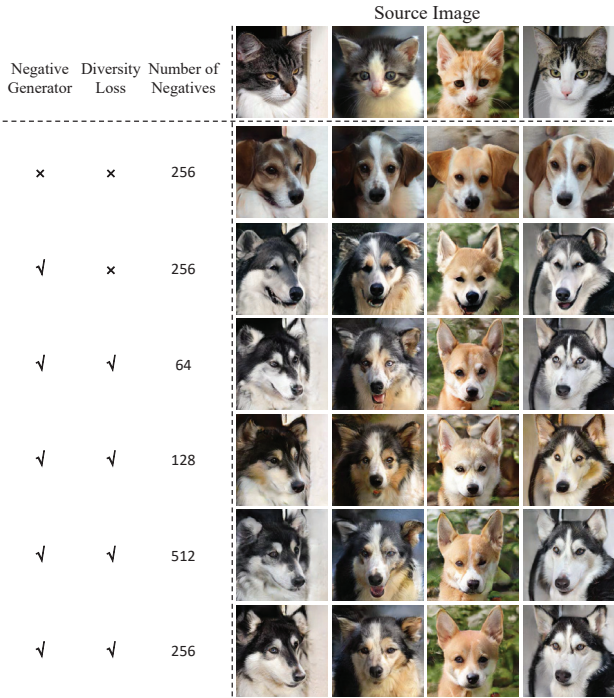 Source Image
Negative Diversity Number of
Generator Loss Negatives
× × 256
√ × 256
√ √ 64
√ √ 128
√ √ 512
√ √ 256